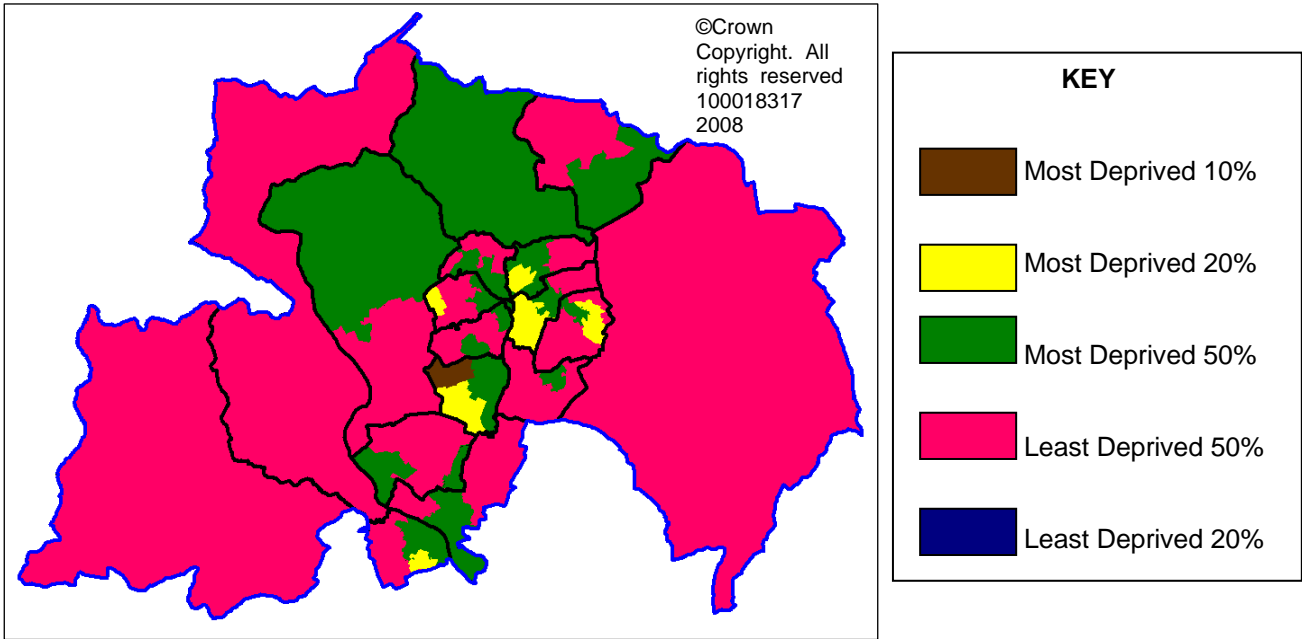 ©Crown
Copyright. All
rights reserved
100018317
2008
KEY
Most Deprived 10%
Most Deprived 20%
Most Deprived 50%
Least Deprived 50%
Least Deprived 20%